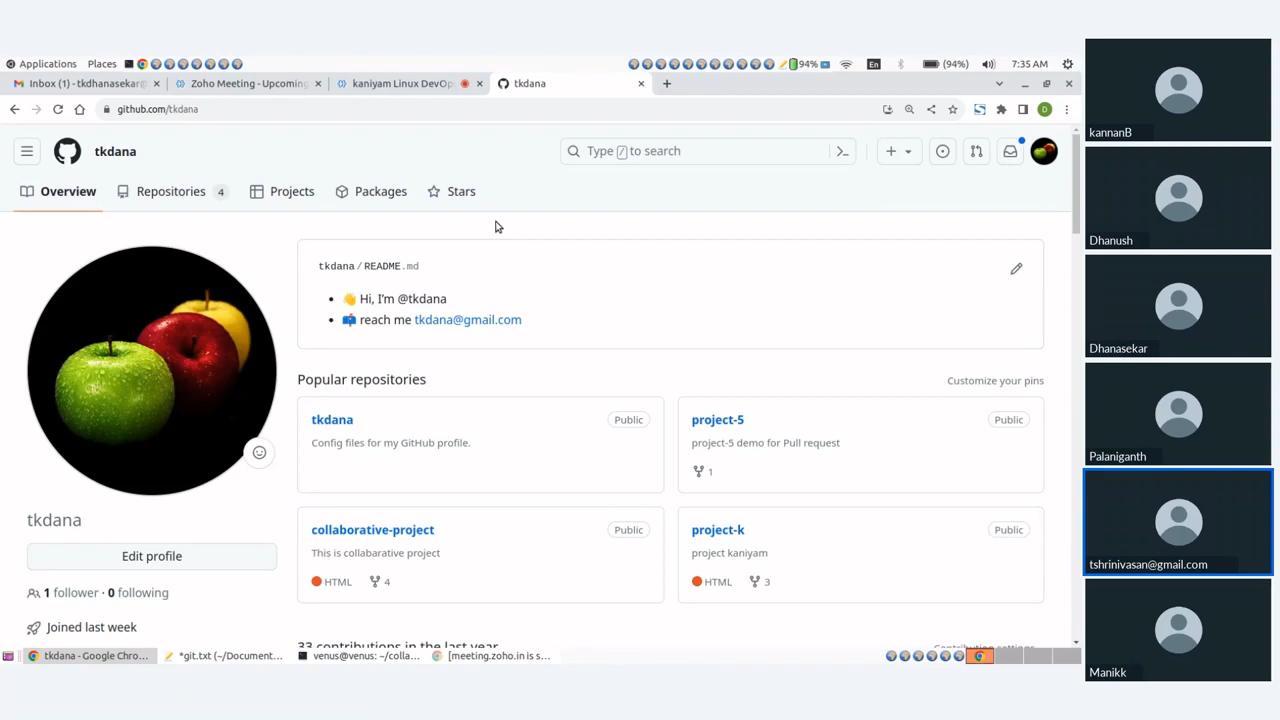 Applications Places 94% En (94%) 7:35 AM
Inbox (1) - tkdhanasekar@ Zoho Meeting - Upcoming kaniyam Linux DevOp tkdana
github.com/tkdana D
tkdana Type / to search
Overview Repositories 4 Projects Packages Stars
tkdana / README.md
Hi, I'm @tkdana
reach me tkdana@gmail.com
Popular repositories Customize your pins
tkdana Public
Config files for my GitHub profile.
project-5 Public
project-5 demo for Pull request
1
collaborative-project Public
This is collabarative project
HTML 4
project-k Public
project kaniyam
HTML 3
33 contributions in the last year
Contribution settings
tkdana
Edit profile
1 follower · 0 following
Joined last week
tkdana - Google Chro... *git.txt (~/Document... venus@venus: ~/colla... [meeting.zoho.in is s...
kannanB
Dhanush
Dhanasekar
Palaniganth
tshrinivasan@gmail.com
Manikk